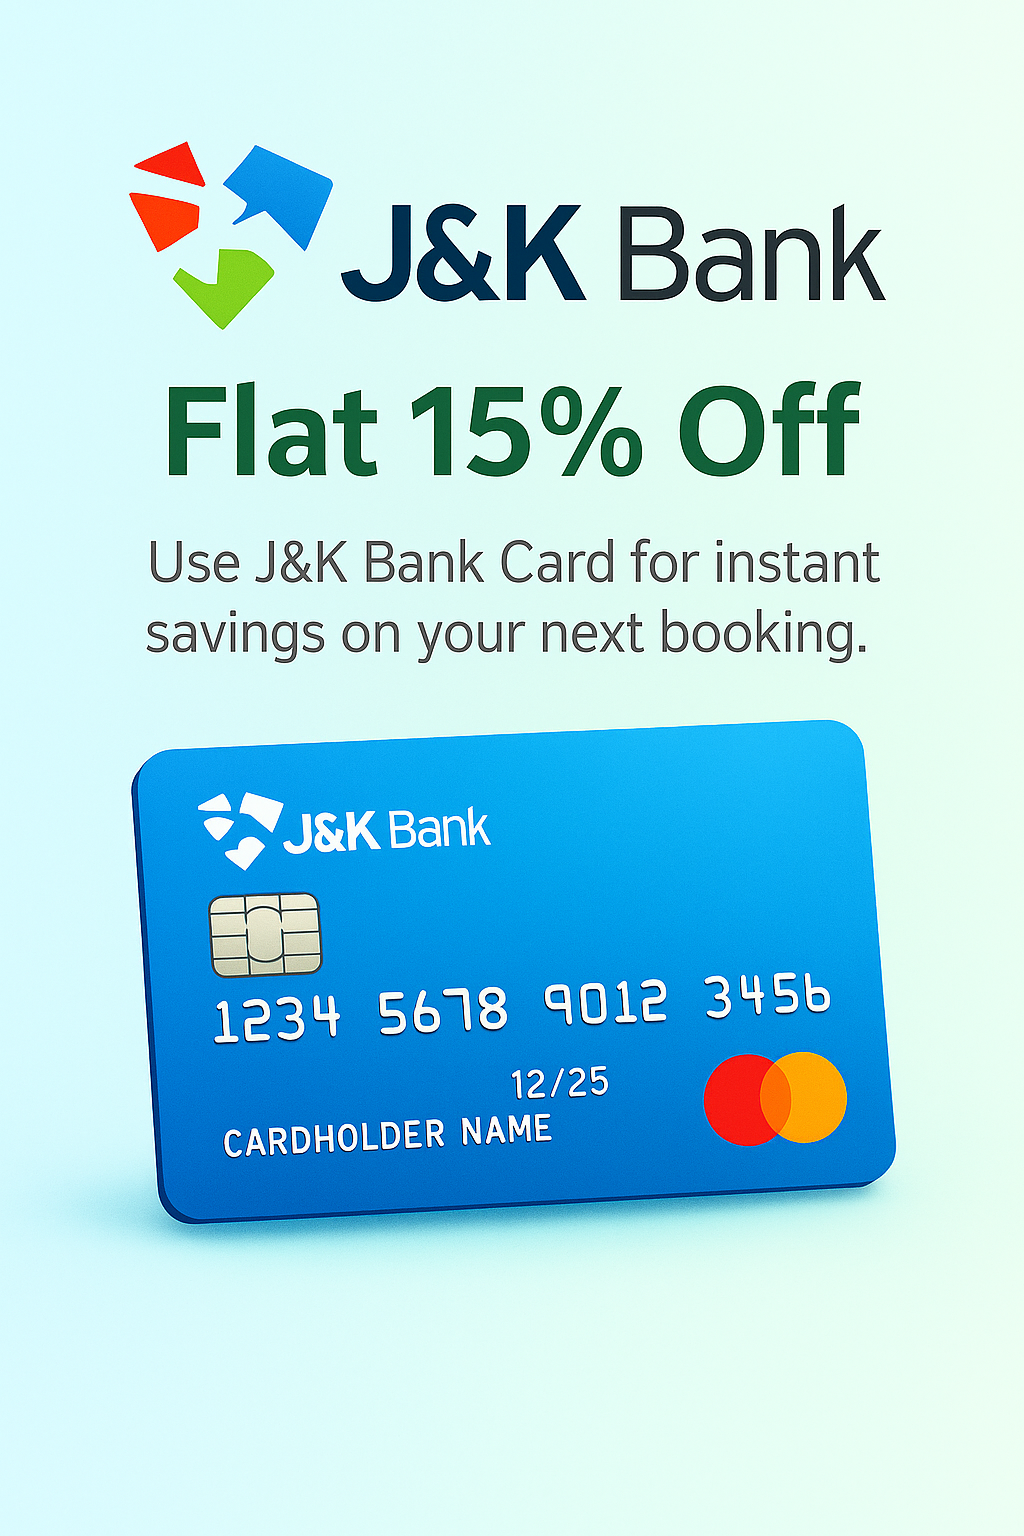 J&K Bank
Flat 15% Off
Use J&K Bank Card for instant
savings on your next booking.
J&K Bank
1234 5678 9012 3456
12/25
CARDHOLDER NAME